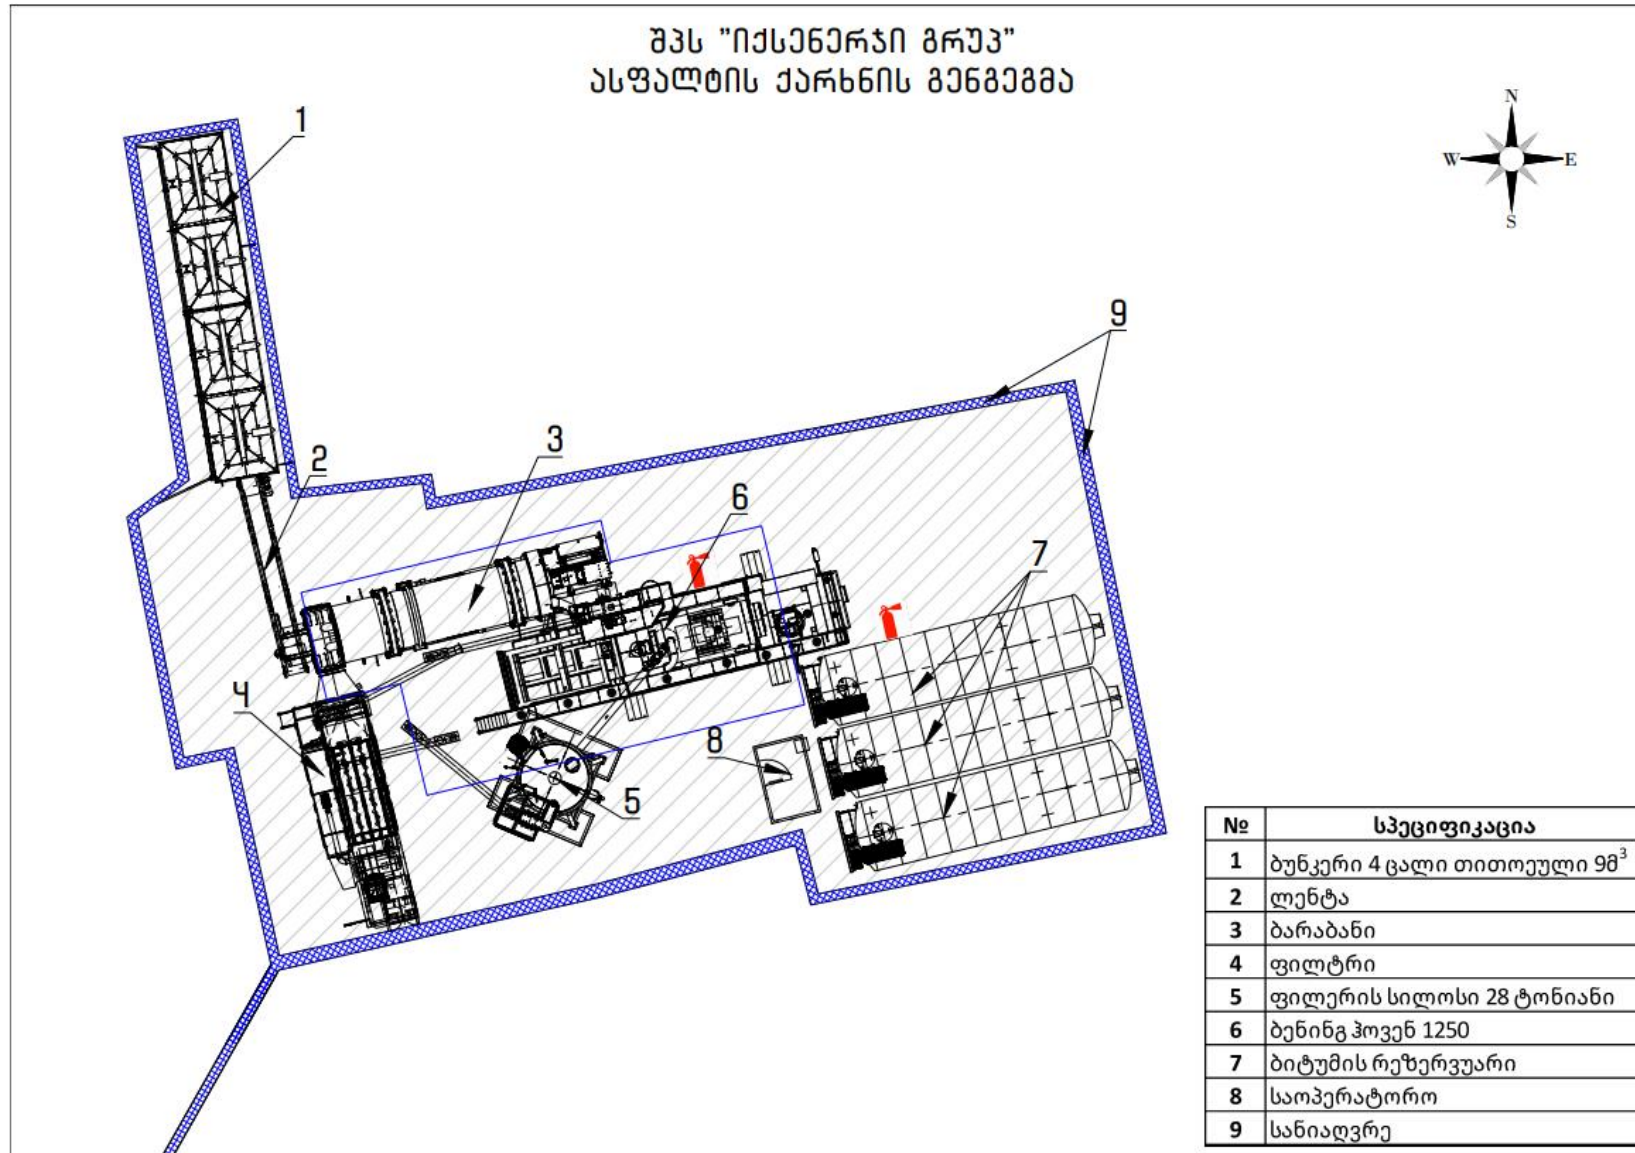 შპს "იქსენერჯი გრუპ"
ასფალტის ქარხნის გენგეგმა
N
W E
S
1
2
3
4
5
6
7
8
9
№ სპეციფიკაცია
1 ბუნკერი 4 ცალი თითოეული 9მ³
2 ლენტა
3 ბარაბანი
4 ფილტრი
5 ფილერის სილოსი 28 ტონიანი
6 ბენინგ ჰოვენ 1250
7 ბიტუმის რეზერვუარი
8 საოპერატორო
9 სანიაღვრე